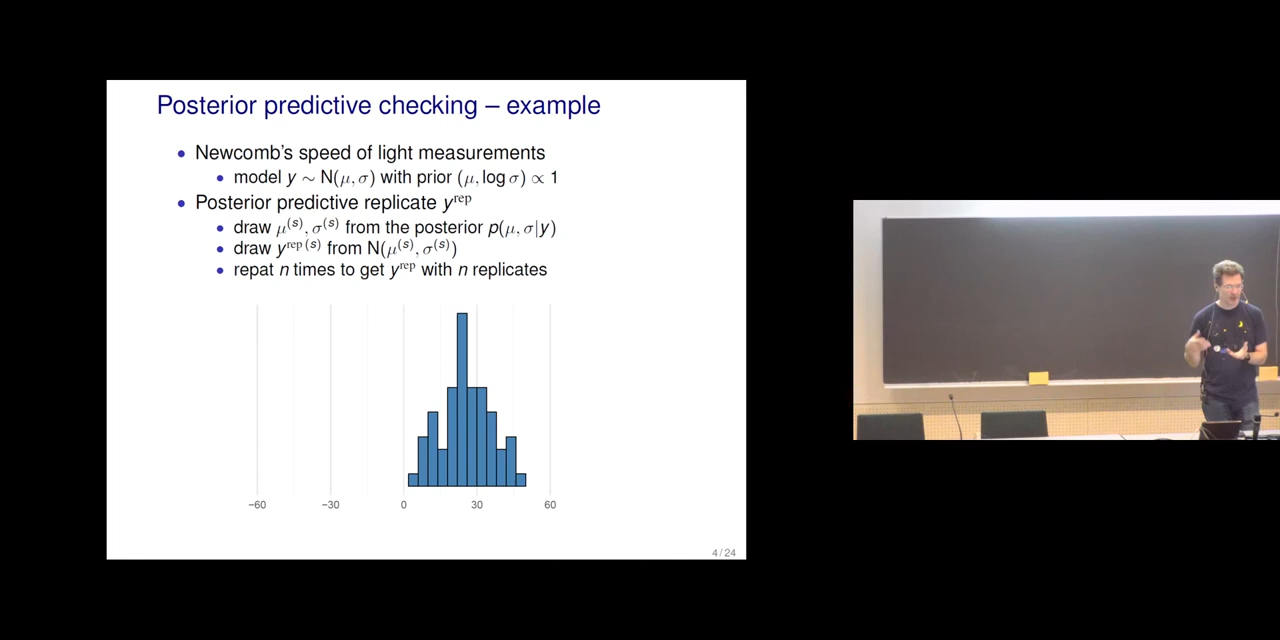 Posterior predictive checking – example
• Newcomb's speed of light measurements
• model y ∼ N(μ, σ) with prior (μ, log σ) ∝ 1
• Posterior predictive replicate y^rep
• draw μ^(s), σ^(s) from the posterior p(μ, σ|y)
• draw y^rep (s) from N(μ^(s), σ^(s))
• repat n times to get y^rep with n replicates
−60 −30 0 30 60
4 / 24